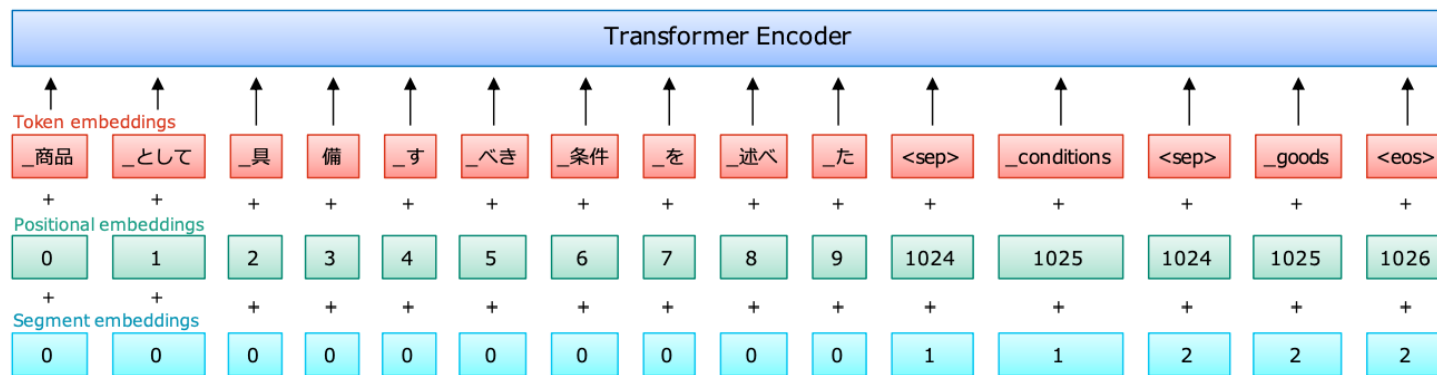 Transformer Encoder
Token embeddings
_商品 _として _具 備 _す _べき _条件 _を _述べ _た <sep> _conditions <sep> _goods <eos>
+ + + + + + + + + + + + + + +
Positional embeddings
0 1 2 3 4 5 6 7 8 9 1024 1025 1024 1025 1026
+ + + + + + + + + + + + + + +
Segment embeddings
0 0 0 0 0 0 0 0 0 0 1 1 2 2 2